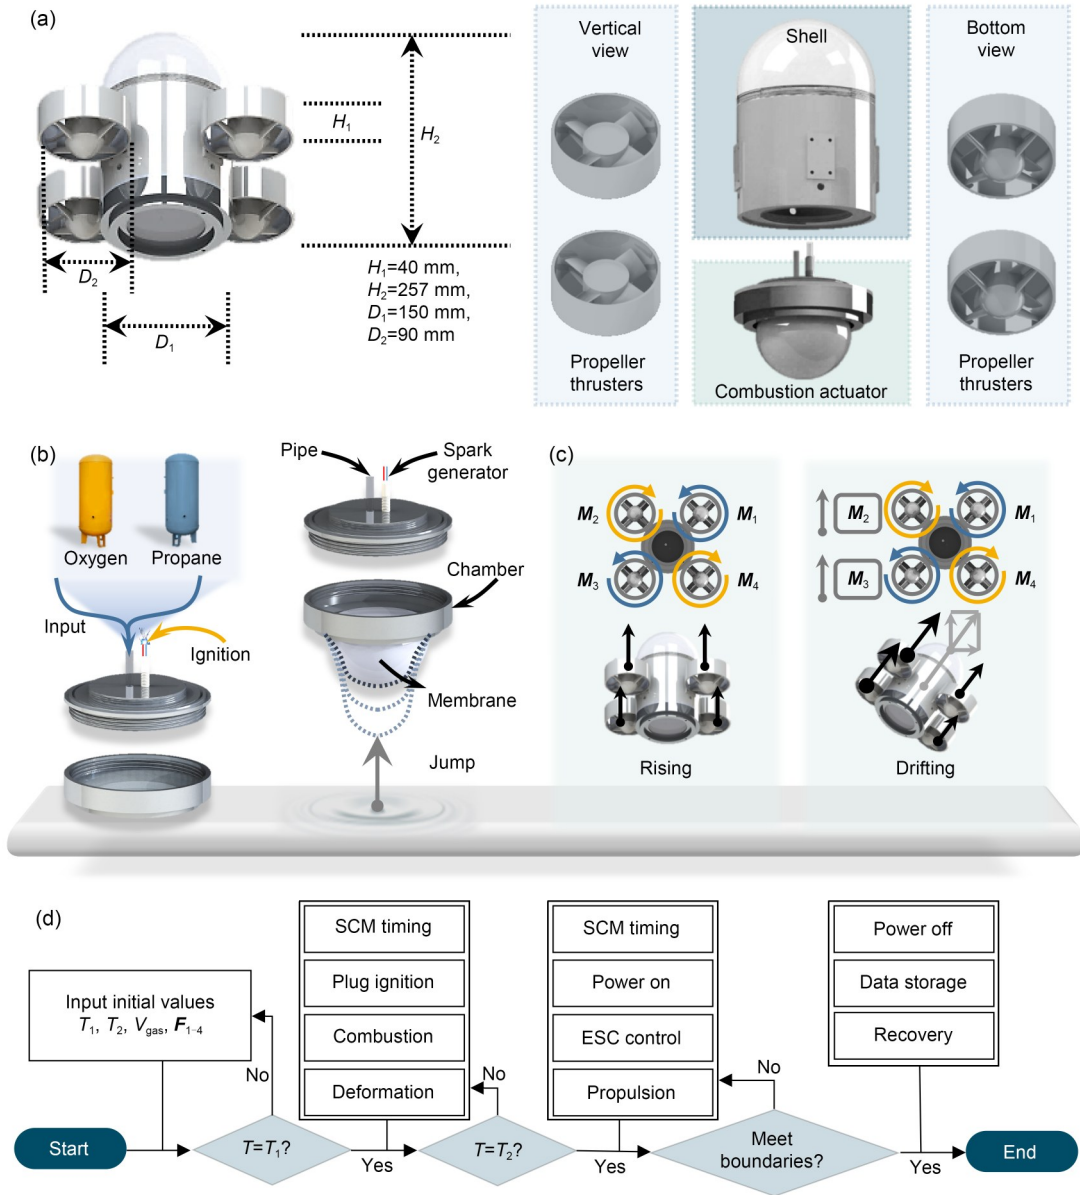 (a)
H₁
H₂
D₂
D₁
H₁=40 mm,
H₂=257 mm,
D₁=150 mm,
D₂=90 mm
Vertical
view
Propeller
thrusters
Shell
Combustion actuator
Bottom
view
Propeller
thrusters
(b)
Oxygen
Propane
Input
Ignition
Pipe
Spark
generator
Chamber
Membrane
Jump
(c)
M₂
M₁
M₃
M₄
Rising
M₂
M₁
M₃
M₄
Drifting
(d)
Input initial values
T₁, T₂, V_gas, F₁₋₄
Start
No
T=T₁?
Yes
SCM timing
Plug ignition
Combustion
Deformation
No
T=T₂?
Yes
SCM timing
Power on
ESC control
Propulsion
No
Meet
boundaries?
Yes
Power off
Data storage
Recovery
End